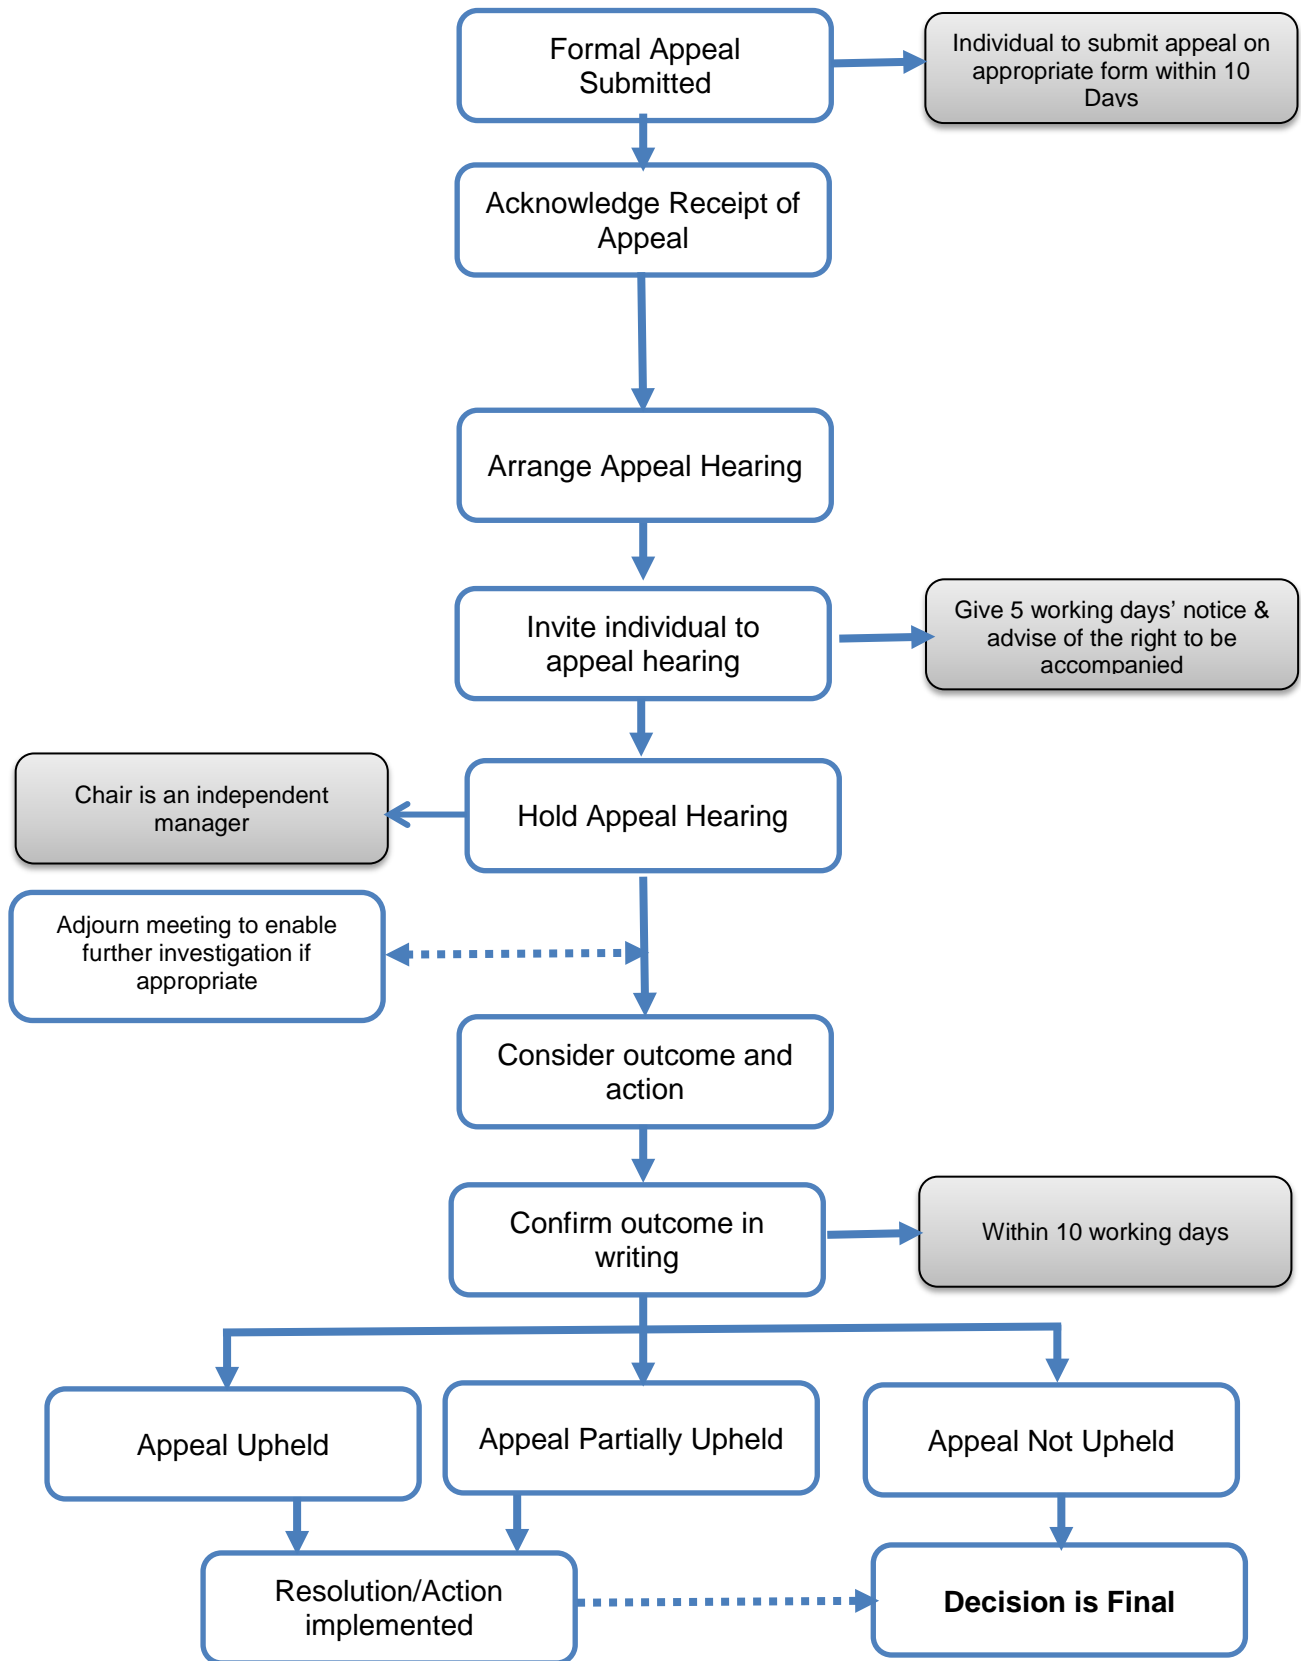 Formal Appeal
Submitted
Individual to submit appeal on
appropriate form within 10
Days
Acknowledge Receipt of
Appeal
Arrange Appeal Hearing
Invite individual to
appeal hearing
Give 5 working days’ notice &
advise of the right to be
accompanied
Chair is an independent
manager
Hold Appeal Hearing
Adjourn meeting to enable
further investigation if
appropriate
Consider outcome and
action
Confirm outcome in
writing
Within 10 working days
Appeal Upheld
Appeal Partially Upheld
Appeal Not Upheld
Resolution/Action
implemented
Decision is Final